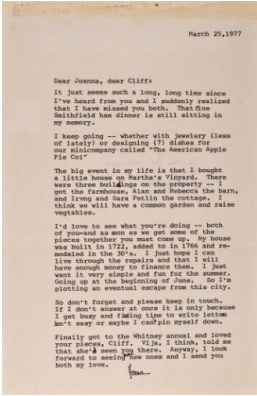 March 25,1977
Dear Joanna, dear Cliff:
It just seems such a long, long time since
I've heard from you and I suddenly realized
that I have missed you both. That fine
Smithfield ham dinner is still sitting in
my memory.
I keep going -- whether with jewelery (less
of lately) or designing (?) dishes for
our minicompany called "The American Apple
Pie Co!"
The big event in my life is that I bought
a little house on Martha's Vinyard. There
were three buildings on the property -- I
got the farmhouse, Alan and Rebecca the barn,
and Irvng and Sara Petlin the cottage. I
think we will have a common garden and raise
vegtables.
I'd love to see what you're doing -- both
of you-and as mon as we get some of the
pieces together you must come up. My house
was built in 1722, added to in 1766 and re-
modeled in the 30's. I just hope I can
live through the repairs and that I will
have enough money to finance them. I just
want it very simple and fun for the summer.
Going up at the beginning of June. So I'm
plotting an eventual escape from this city.
So don't forget and please keep in touch.
If I don't answer at once it is only because
I get busy and finding time to write letters
isn't easy or maybe I can't pin myself down.
Finally got to the Whitney annual and loved
your pieces, Cliff. Vija, I think, told me
that she'd seen you there. Anyway, I look
forward to seeing new ones and I send you
both my love.